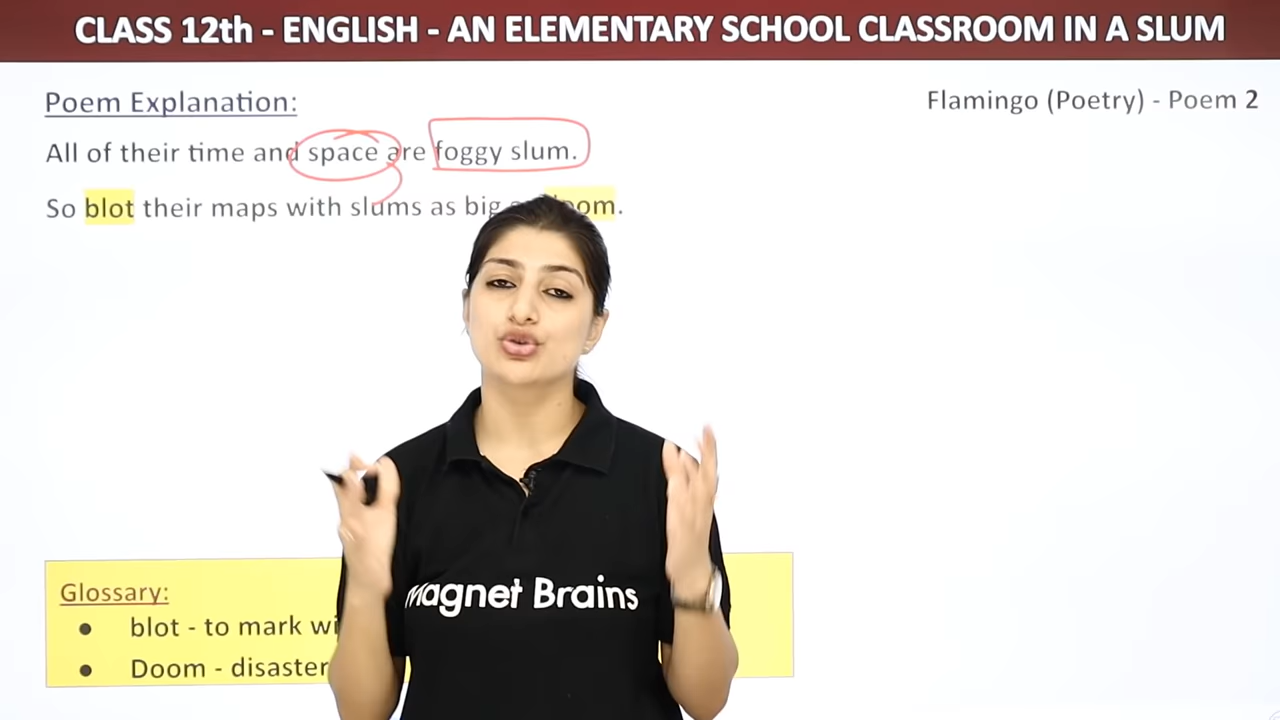 CLASS 12th - ENGLISH - AN ELEMENTARY SCHOOL CLASSROOM IN A SLUM
Poem Explanation:
Flamingo (Poetry) - Poem 2
All of their time and space are foggy slum.
So blot their maps with slums as big
Glossary:
● blot - to mark
● Doom - disaster
Magnet Brains